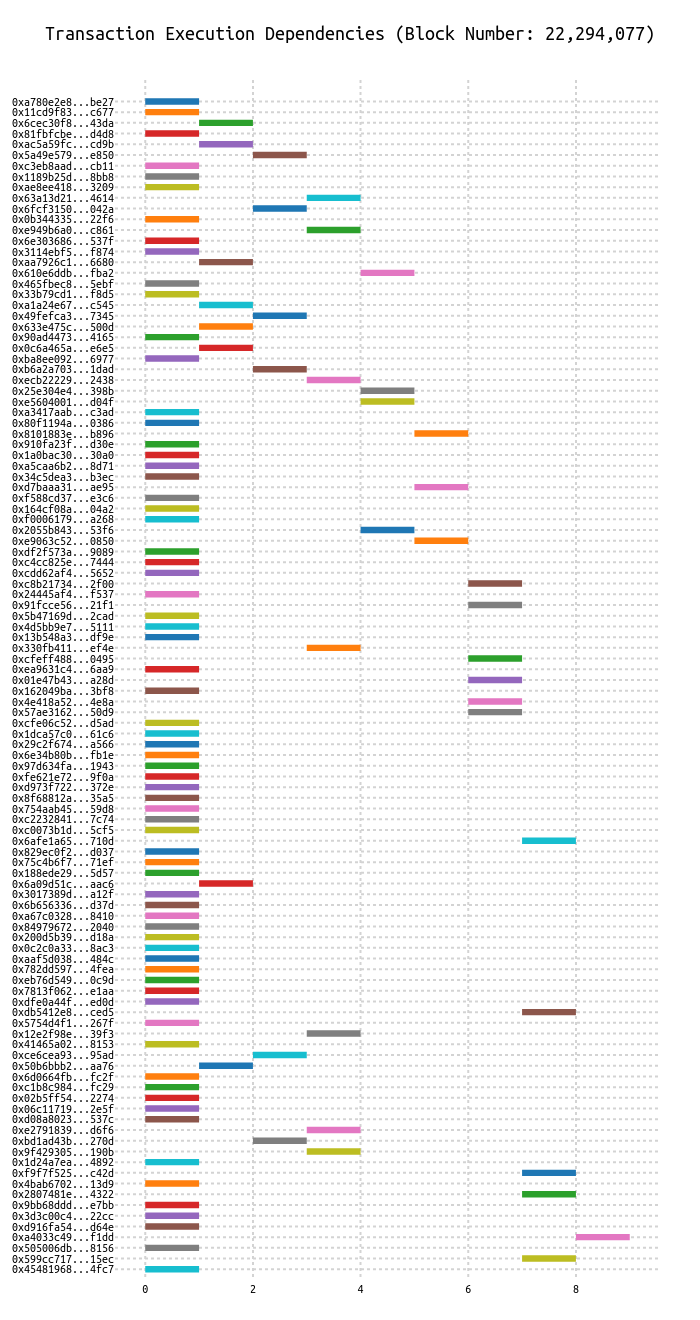 Transaction Execution Dependencies (Block Number: 22,294,077)
0xa780e2e8...be27
0x11cd9f83...c677
0x6cec30f8...43da
0x81fbfcbe...d4d8
0xac5a59fc...cd9b
0x5a49e579...e850
0xc3eb8aad...cb11
0x1189b25d...8bb8
0xae8ee418...3209
0x63a13d21...4614
0x6fcf3150...042a
0x0b344335...22f6
0xe949b6a0...c861
0x6e303686...537f
0x3114ebf5...f874
0xaa7926c1...6680
0x610e6ddb...fba2
0x465fbec8...5ebf
0x33b79cd1...f8d5
0xa1a24e67...c545
0x49fefca3...7345
0x633e475c...500d
0x90ad4473...4165
0x0c6a465a...e6e5
0xba8ee092...6977
0xb6a2a703...1dad
0xecb22229...2438
0x25e304e4...398b
0xe5604001...d04f
0xa3417aab...c3ad
0x80f1194a...0386
0x8101883e...b896
0x910fa23f...d30e
0x1a0bac30...30a0
0xa5caa6b2...8d71
0x34c5dea3...b3ec
0xd7baaa31...ae95
0xf588cd37...e3c6
0x164cf08a...04a2
0xf0006179...a268
0x2055b843...53f6
0xe9063c52...0850
0xdf2f573a...9089
0xc4cc825e...7444
0xcdd62af4...5652
0xc8b21734...2f00
0x24445af4...f537
0x91fcce56...21f1
0x5b47169d...2cad
0x4d5bb9e7...5111
0x13b548a3...df9e
0x330fb411...ef4e
0xcfeff488...0495
0xea9631c4...6aa9
0x01e47b43...a28d
0x162049ba...3bf8
0x4e418a52...4e8a
0x57ae3162...50d9
0xcfe06c52...d5ad
0x1dca57c0...61c6
0x29c2f674...a566
0x6e34b80b...fb1e
0x97d634fa...1943
0xfe621e72...9f0a
0xd973f722...372e
0x8f68812a...35a5
0x754aab45...59d8
0xc2232841...7c74
0xc0073b1d...5cf5
0x6afe1a65...710d
0x829ec0f2...d037
0x75c4b6f7...71ef
0x188ede29...5d57
0x6a09d51c...aac6
0x3017389d...a12f
0x6b656336...d37d
0xa67c0328...8410
0x84979672...2040
0x200d5b39...d18a
0x0c2c0a33...8ac3
0xaaf5d038...484c
0x782dd597...4fea
0xeb76d549...0c9d
0x7813f062...e1aa
0xdfe0a44f...ed0d
0xdb5412e8...ced5
0x5754d4f1...267f
0x12e2f98e...39f3
0x41465a02...8153
0xce6cea93...95ad
0x50b6bbb2...aa76
0x6d0664fb...fc2f
0xc1b8c984...fc29
0x02b5ff54...2274
0x06c11719...2e5f
0xd08a8023...537c
0xe2791839...d6f6
0xbd1ad43b...270d
0x9f429305...190b
0x1d24a7ea...4892
0xf9f7f525...c42d
0x4bab6702...13d9
0x2807481e...4322
0x9bb68ddd...e7bb
0x3d3c00c4...22cc
0xd916fa54...d64e
0xa4033c49...f1dd
0x505006db...8156
0x599cc717...15ec
0x45481968...4fc7
0 2 4 6 8